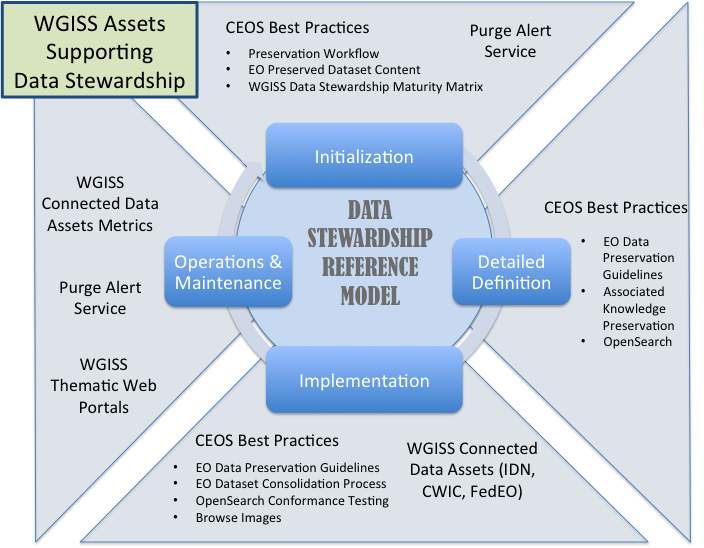 WGISS Assets
Supporting
Data Stewardship
CEOS Best Practices
• Preservation Workflow
• EO Preserved Dataset Content
• WGISS Data Stewardship Maturity Matrix
Purge Alert
Service
Initialization
WGISS
Connected Data
Assets Metrics
Purge Alert
Service
WGISS
Thematic Web
Portals
Operations &
Maintenance
DATA
STEWARDSHIP
REFERENCE
MODEL
Detailed
Definition
CEOS Best Practices
• EO Data
Preservation
Guidelines
• Associated
Knowledge
Preservation
• OpenSearch
Implementation
CEOS Best Practices
• EO Data Preservation Guidelines
• EO Dataset Consolidation Process
• OpenSearch Conformance Testing
• Browse Images
WGISS Connected
Data Assets (IDN,
CWIC, FedEO)